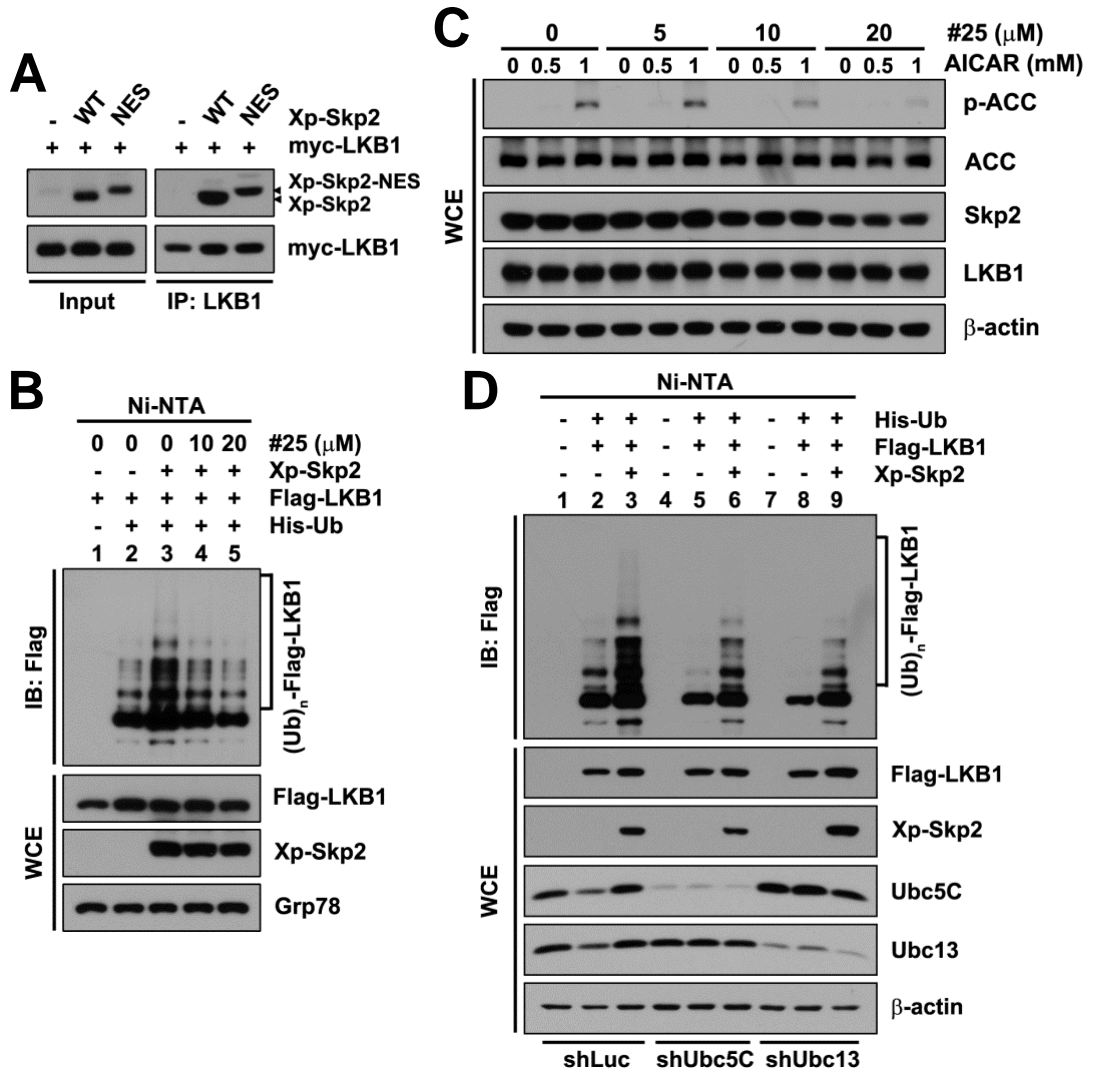 A
- WT NES - WT NES Xp-Skp2
+ + + + + + myc-LKB1
Xp-Skp2-NES
Xp-Skp2
myc-LKB1
Input IP: LKB1
B
Ni-NTA
0 0 0 10 20 #25 (μM)
- - + + + Xp-Skp2
+ + + + + Flag-LKB1
- + + + + His-Ub
1 2 3 4 5
IB: Flag
(Ub)n-Flag-LKB1
WCE
Flag-LKB1
Xp-Skp2
Grp78
C
0 5 10 20 #25 (μM)
0 0.5 1 0 0.5 1 0 0.5 1 0 0.5 1 AICAR (mM)
WCE
p-ACC
ACC
Skp2
LKB1
β-actin
D
Ni-NTA
- + + - + + - + + His-Ub
- + + - + + - + + Flag-LKB1
- - + - - + - - + Xp-Skp2
1 2 3 4 5 6 7 8 9
IB: Flag
(Ub)n-Flag-LKB1
WCE
Flag-LKB1
Xp-Skp2
Ubc5C
Ubc13
β-actin
shLuc shUbc5C shUbc13